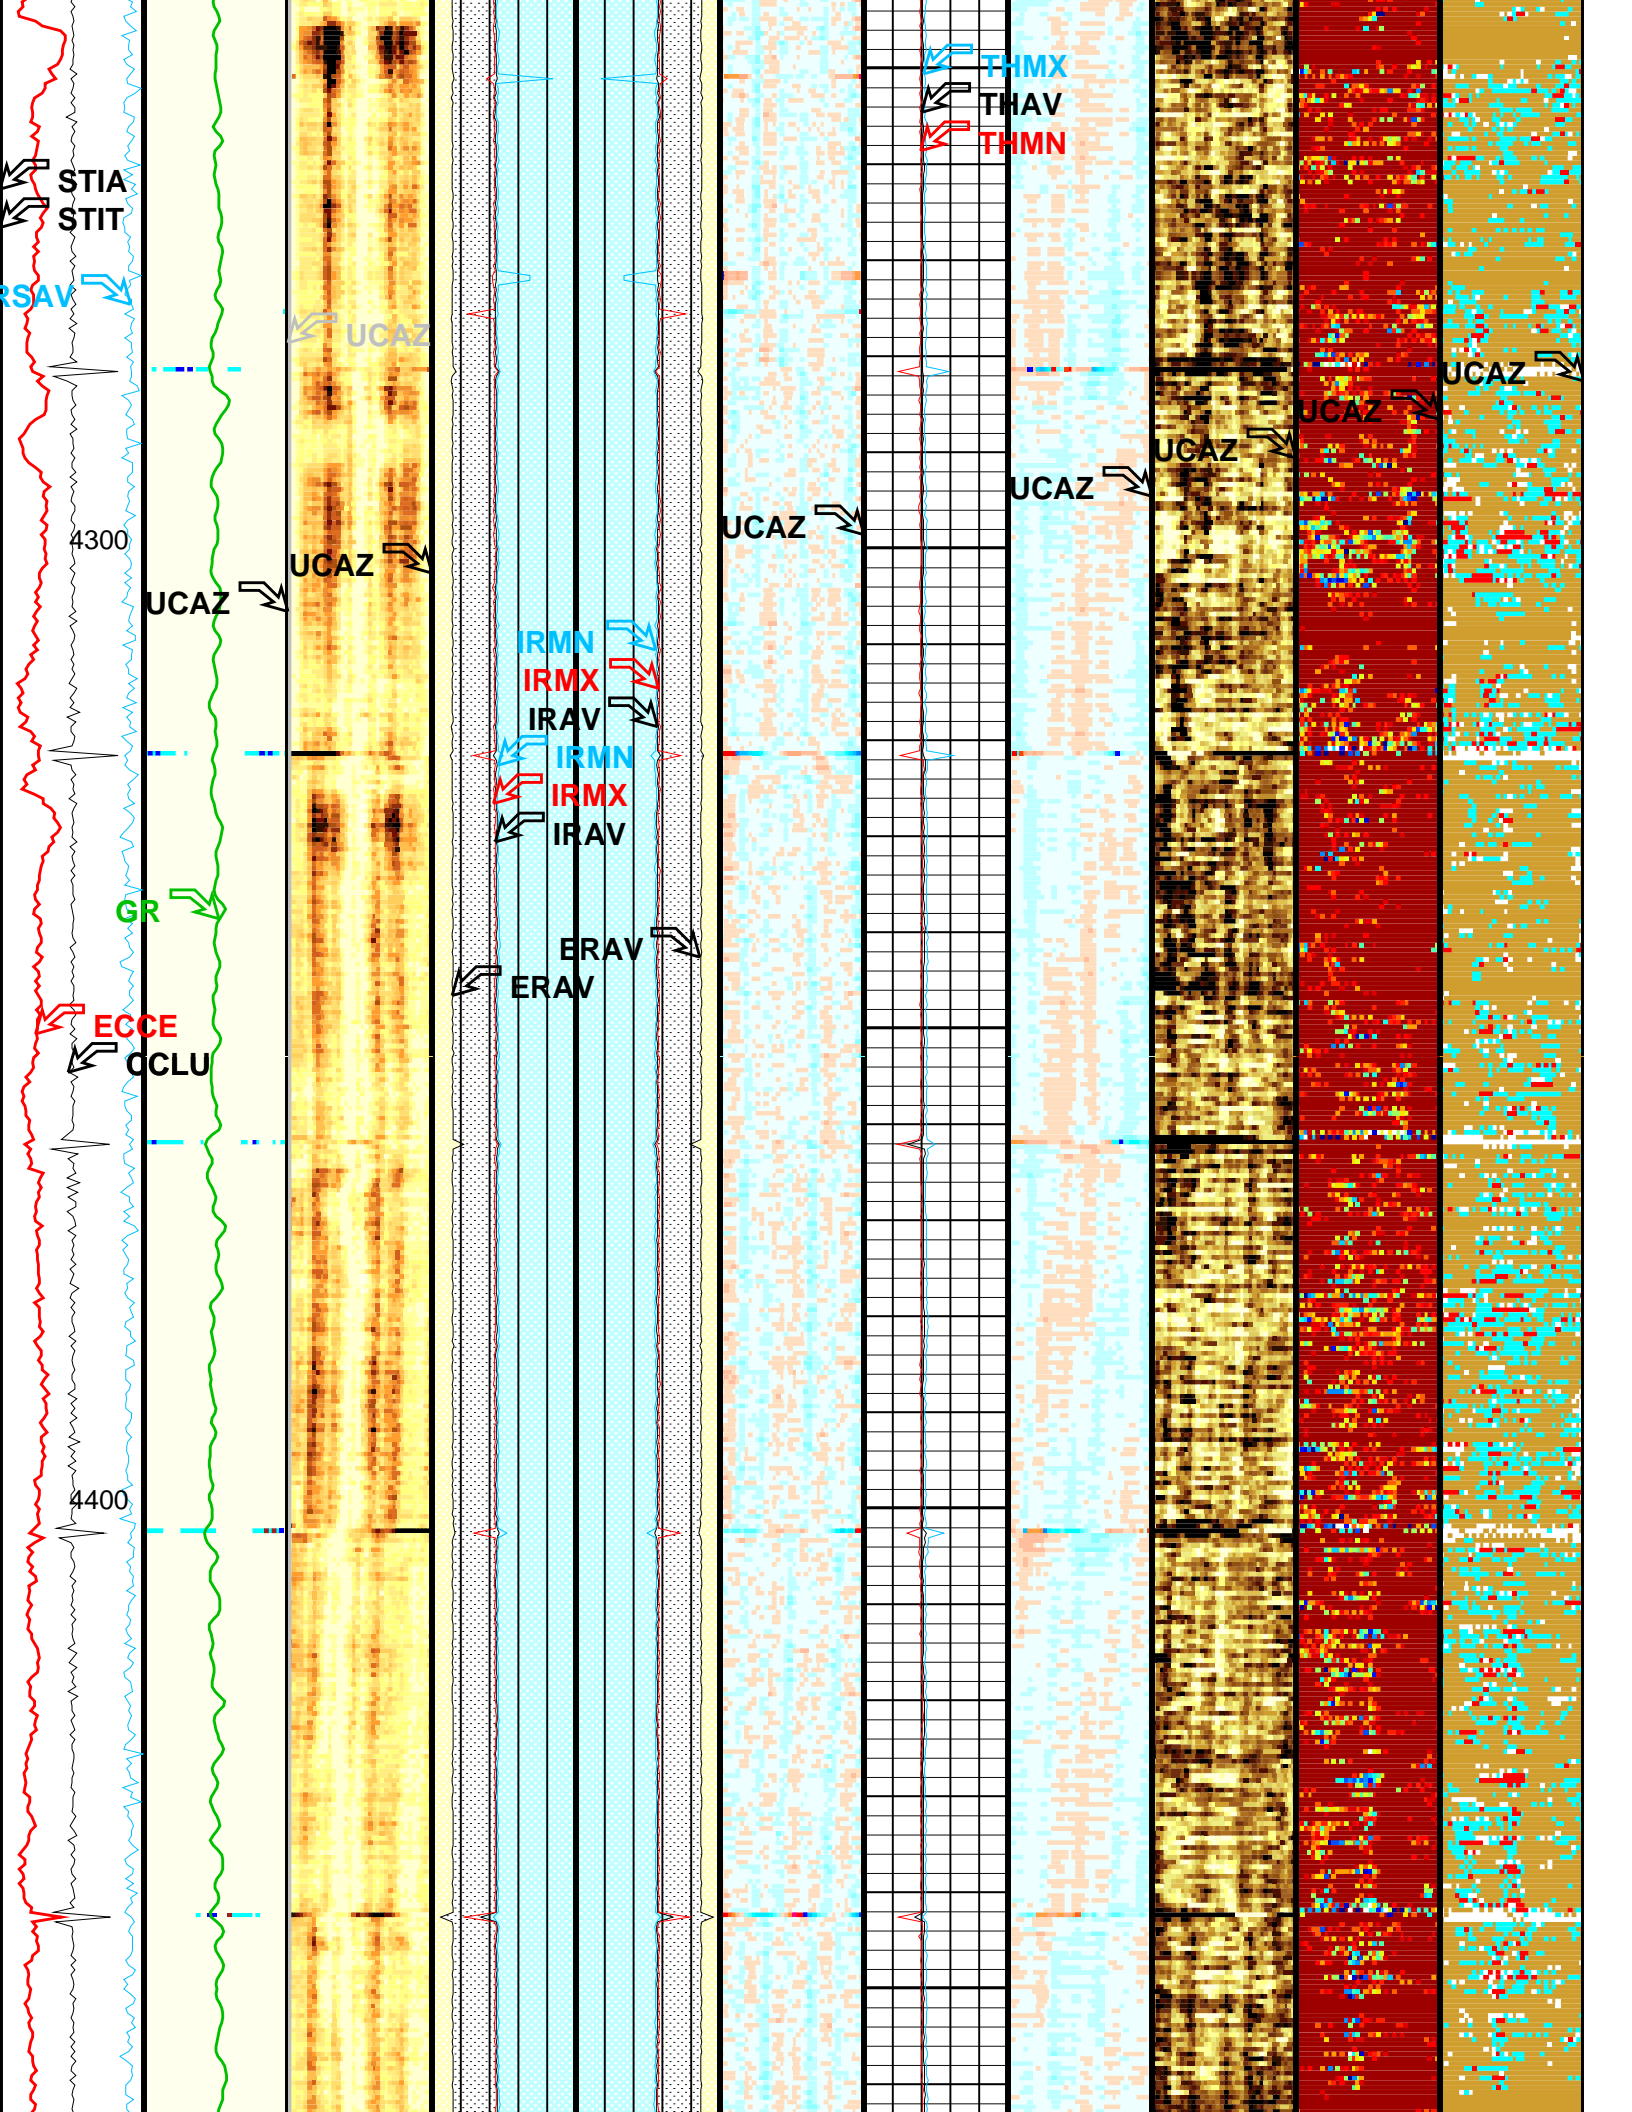 THMX
THAV
THMN
STIA
STIT
RSAV
UCAZ
UCAZ
UCAZ
UCAZ
UCAZ
UCAZ
4300
UCAZ
UCAZ
IRMN
IRMX
IRAV
IRMN
IRMX
IRAV
GR
ERAV
ERAV
ECCE
CCLU
4400